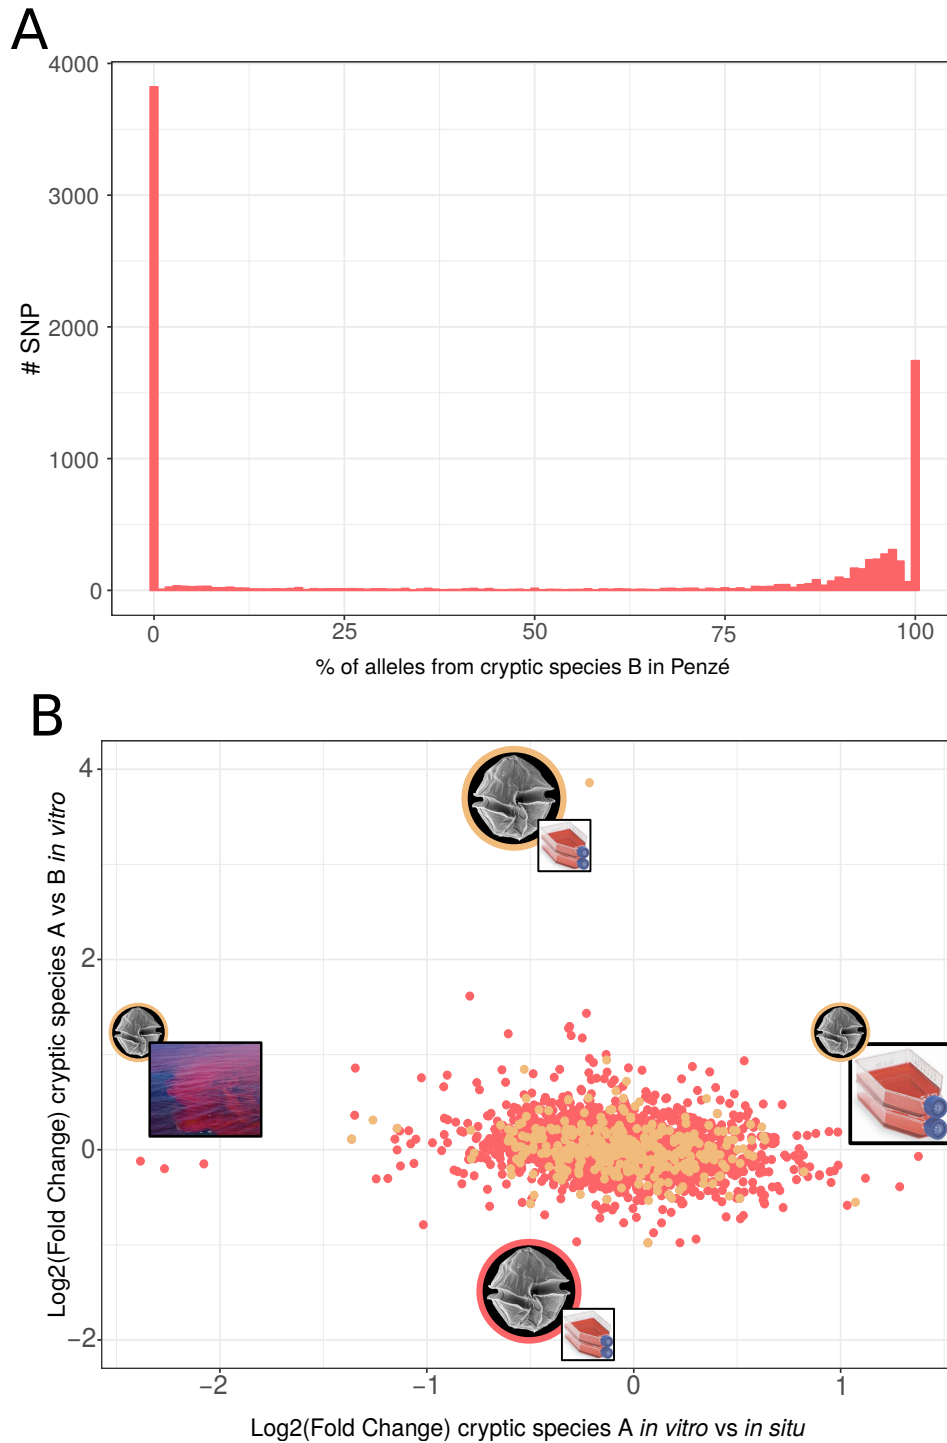 A
4000
3000
2000
1000
0
# SNP
0 25 50 75 100
% of alleles from cryptic species B in Penzé
B
4
2
0
−2
Log2(Fold Change) cryptic species A vs B in vitro
−2 −1 0 1
Log2(Fold Change) cryptic species A in vitro vs in situ